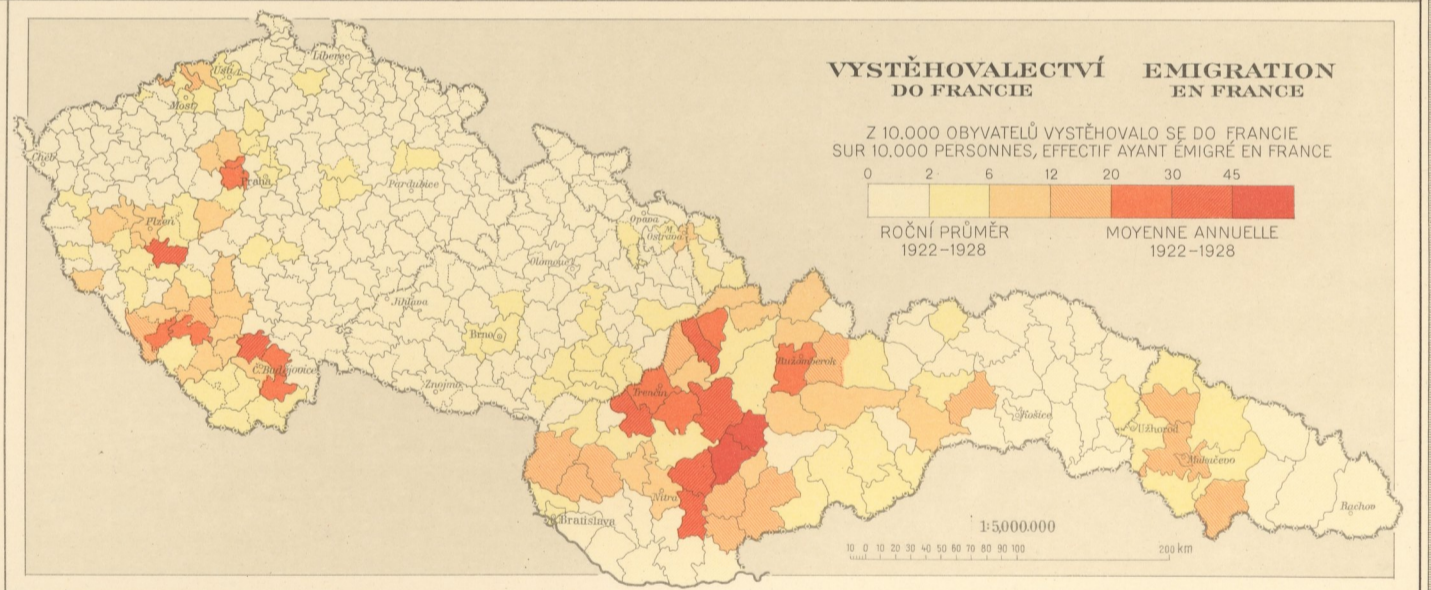 VYSTĚHOVALECTVÍ
DO FRANCIE
EMIGRATION
EN FRANCE
Z 10.000 OBYVATELŮ VYSTĚHOVALO SE DO FRANCIE
SUR 10.000 PERSONNES, EFFECTIF AYANT ÉMIGRÉ EN FRANCE
0 2 6 12 20 30 45
ROČNÍ PRŮMĚR
1922–1928
MOYENNE ANNUELLE
1922–1928
Liberec
Ústí
Most
Cheb
Praha
Pardubice
Plzeň
Opava
M.
Ostrava
Olomouc
Jihlava
Brno
Č. Budějovice
Znojmo
Ružomberok
Trenčín
Košice
Užhorod
Mukačevo
Nitra
Bratislava
Rachov
1:5,000.000
10 0 10 20 30 40 50 60 70 80 90 100 200 km